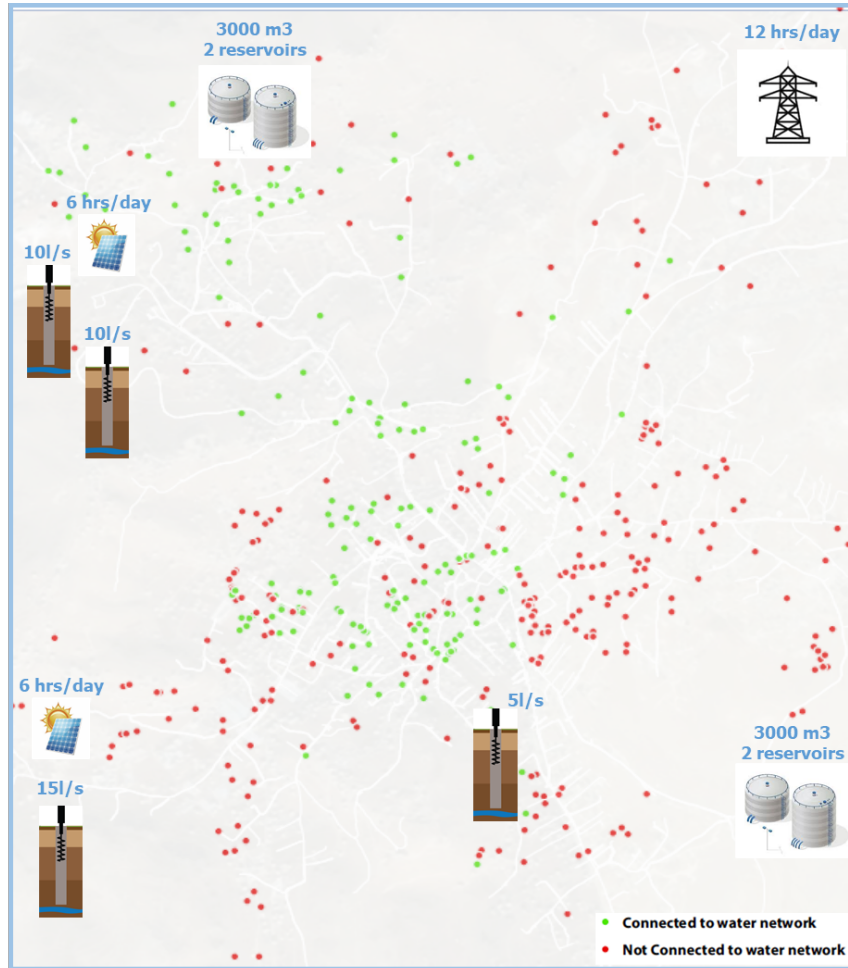 3000 m3
2 reservoirs
12 hrs/day
6 hrs/day
10l/s
10l/s
6 hrs/day
5l/s
15l/s
3000 m3
2 reservoirs
Connected to water network
Not Connected to water network